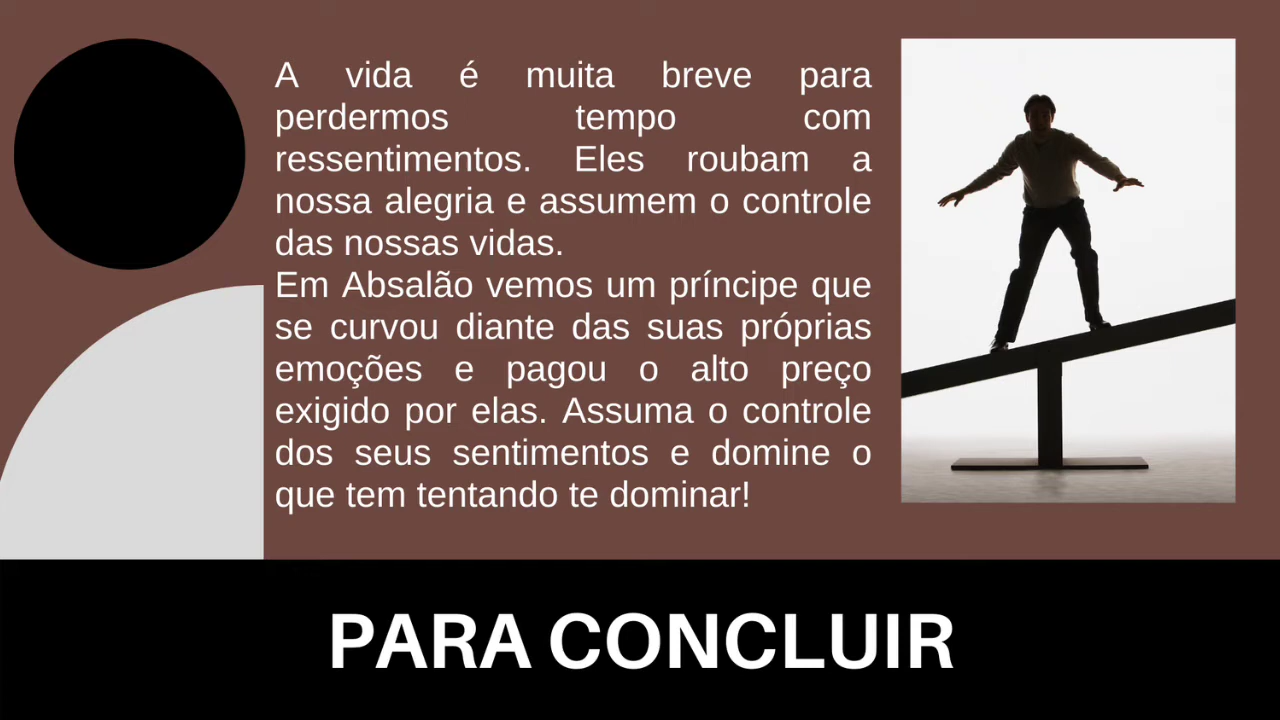 A vida é muita breve para
perdermos tempo com
ressentimentos. Eles roubam a
nossa alegria e assumem o controle
das nossas vidas.
Em Absalão vemos um príncipe que
se curvou diante das suas próprias
emoções e pagou o alto preço
exigido por elas. Assuma o controle
dos seus sentimentos e domine o
que tem tentando te dominar!
PARA CONCLUIR